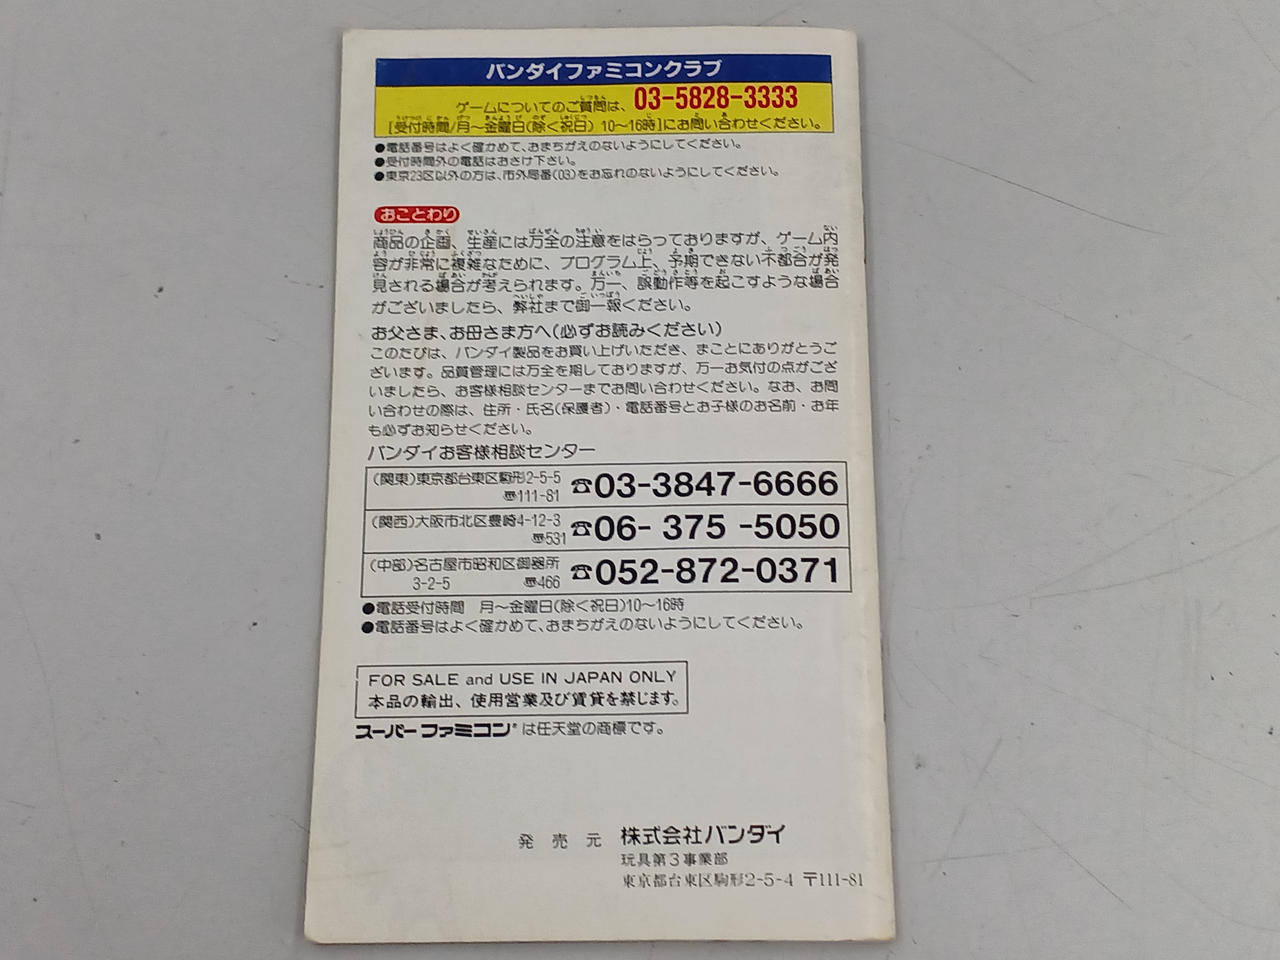 バンダイファミコンクラブ
ゲームについてのご質問は、03-5828-3333
[受付時間/月〜金曜日(除く祝日) 10〜16時]にお問い合わせください。
●電話番号はよく確かめて、おまちがえのないようにしてください。
●受付時間外の電話はおさけ下さい。
●東京23区以外の方は、市外局番(03)をお忘れのないようにしてください。
おことわり
商品の企画、生産には万全の注意をはらっておりますが、ゲーム内
容が非常に複雑なために、プログラム上、予期できない不都合が発
見される場合が考えられます。万一、誤動作等を起こすような場合
がございましたら、弊社まで御一報ください。
お父さま、お母さま方へ(必ずお読みください)
このたびは、バンダイ製品をお買い上げいただき、まことにありがとうご
ざいます。品質管理には万全を期しておりますが、万一お気付の点がござ
いましたら、お客様相談センターまでお問い合わせください。なお、お問
い合わせの際は、住所・氏名(保護者)・電話番号とお子様のお名前・お年
も必ずお知らせください。
バンダイお客様相談センター
(関東)東京都台東区駒形2-5-5 ☎03-3847-6666
〠111-81
(関西)大阪市北区豊崎4-12-3 ☎06- 375 -5050
〠531
(中部)名古屋市昭和区御器所 ☎052-872-0371
3-2-5 〠466
●電話受付時間 月〜金曜日(除く祝日)10〜16時
●電話番号はよく確かめて、おまちがえのないようにしてください。
FOR SALE and USE IN JAPAN ONLY
本品の輸出、使用営業及び賃貸を禁じます。
スーパーファミコン®は任天堂の商標です。
発売元 株式会社バンダイ
玩具第3事業部
東京都台東区駒形2-5-4 〒111-81